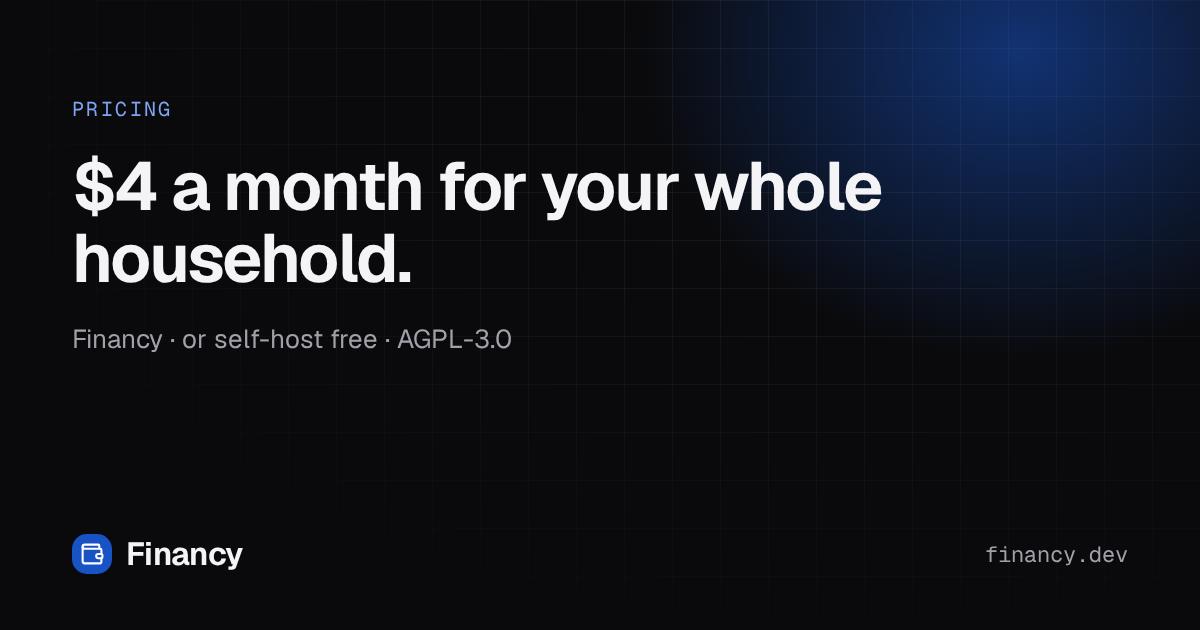 PRICING
$4 a month for your whole
household.
Financy · or self-host free · AGPL-3.0
Financy
financy.dev